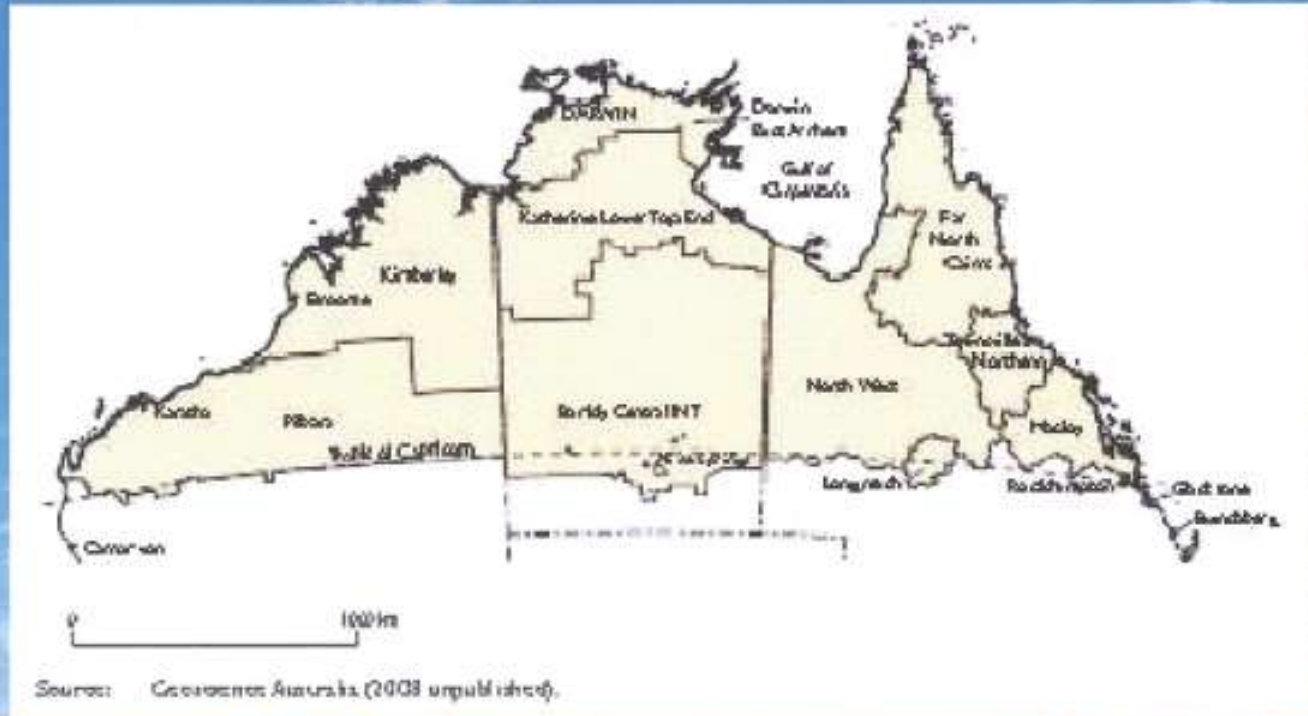 DARWIN
Darwin
East Arnhem
Gulf of
Carpentaria
Katherine Lower Top End
Far
North
Cairns
Kimberley
Broome
Townsville
Northern
North West
Karratha
Pilbara
Barkly Central NT
Mackay
Tropic of Capricorn
Longreach
Rockhampton
Gladstone
Bundaberg
Carnarvon
0
1000 km
Source: Geoscience Australia (2008 unpublished).